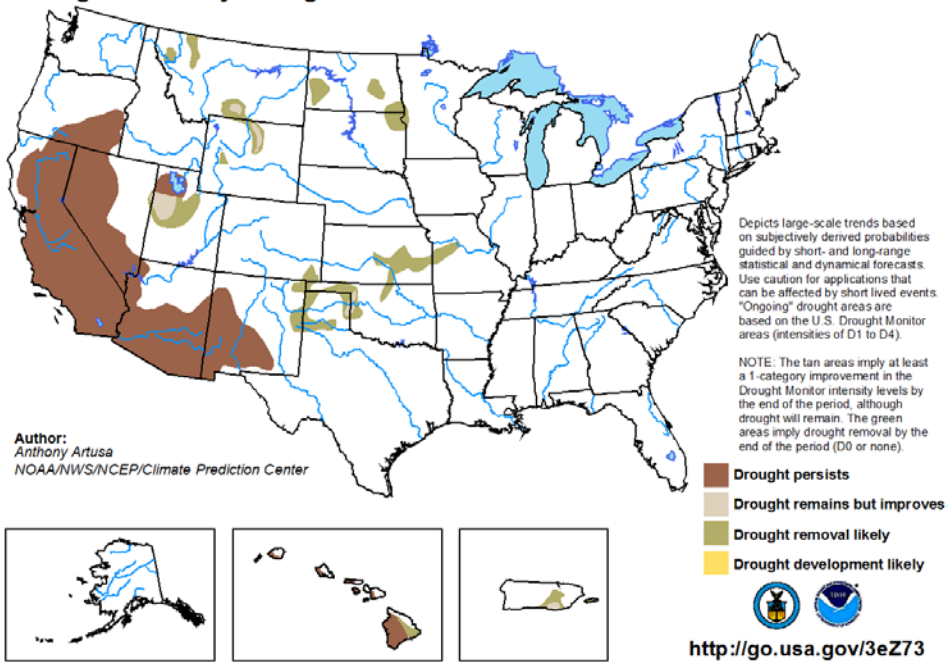 Depicts large-scale trends based
on subjectively derived probabilities
guided by short- and long-range
statistical and dynamical forecasts.
Use caution for applications that
can be affected by short lived events.
"Ongoing" drought areas are
based on the U.S. Drought Monitor
areas (intensities of D1 to D4).
NOTE: The tan areas imply at least
a 1-category improvement in the
Drought Monitor intensity levels by
the end of the period, although
drought will remain. The green
areas imply drought removal by the
end of the period (D0 or none).
Author:
Anthony Artusa
NOAA/NWS/NCEP/Climate Prediction Center
Drought persists
Drought remains but improves
Drought removal likely
Drought development likely
http://go.usa.gov/3eZ73